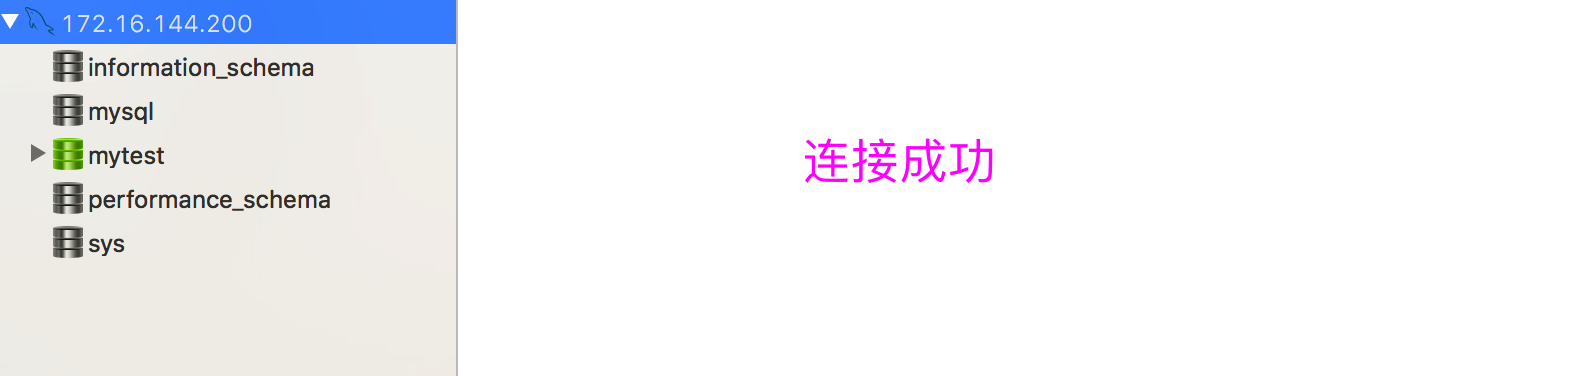 172.16.144.200
information_schema
mysql
mytest
performance_schema
sys
连接成功